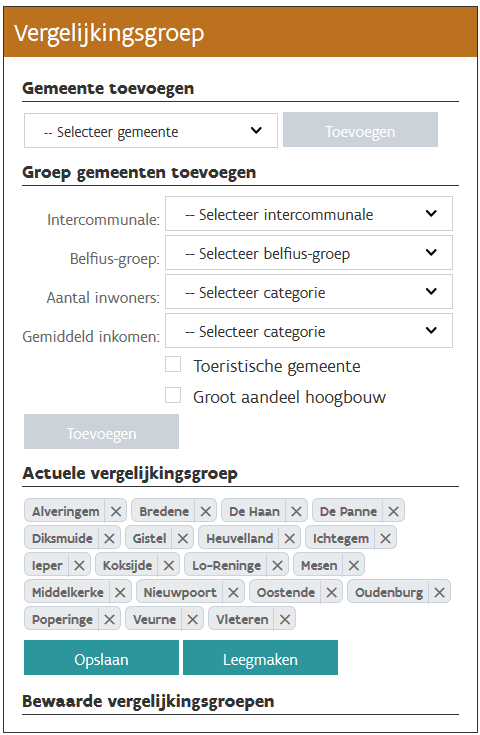 Vergelijkingsgroep
Gemeente toevoegen
-- Selecteer gemeente Toevoegen
Groep gemeenten toevoegen
Intercommunale: -- Selecteer intercommunale
Belfius-groep: -- Selecteer belfius-groep
Aantal inwoners: -- Selecteer categorie
Gemiddeld inkomen: -- Selecteer categorie
Toeristische gemeente
Groot aandeel hoogbouw
Toevoegen
Actuele vergelijkingsgroep
Alveringem × Bredene × De Haan × De Panne ×
Diksmuide × Gistel × Heuvelland × Ichtegem ×
Ieper × Koksijde × Lo-Reninge × Mesen ×
Middelkerke × Nieuwpoort × Oostende × Oudenburg ×
Poperinge × Veurne × Vleteren ×
Opslaan Leegmaken
Bewaarde vergelijkingsgroepen